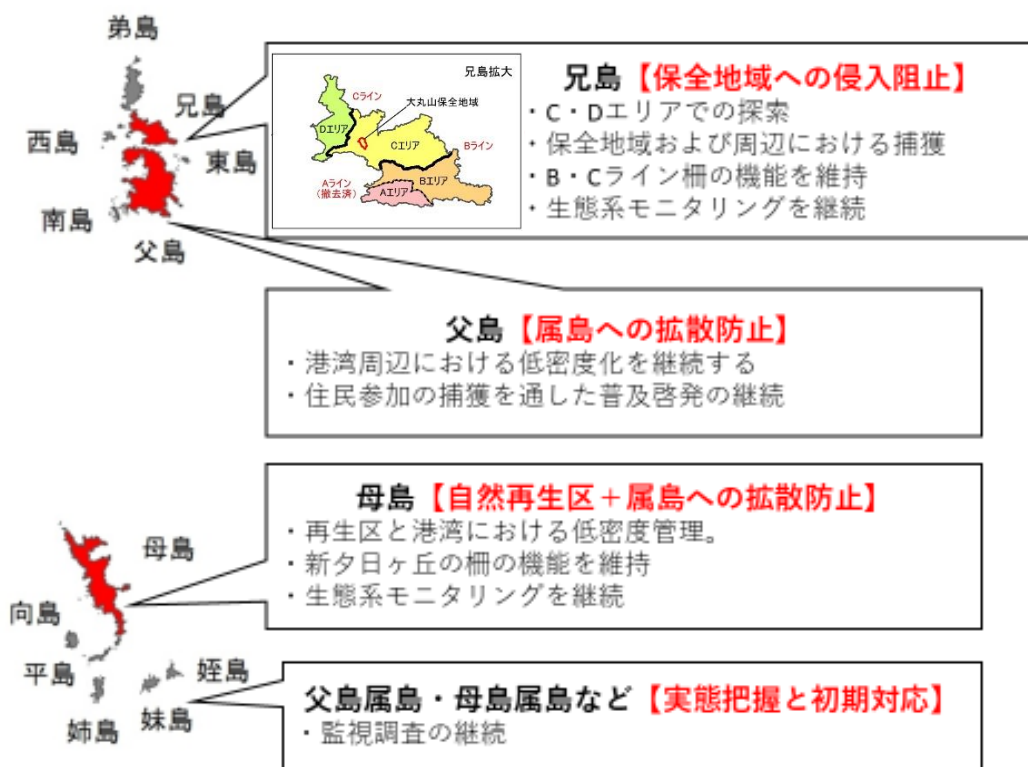 弟島
兄島
西島
東島
南島
父島
兄島拡大
Cライン
大丸山保全地域
Dエリア
Cエリア
Bライン
Aライン
(撤去済)
Bエリア
Aエリア
兄島【保全地域への侵入阻止】
・C・Dエリアでの探索
・保全地域および周辺における捕獲
・B・Cライン柵の機能を維持
・生態系モニタリングを継続
父島【属島への拡散防止】
・港湾周辺における低密度化を継続する
・住民参加の捕獲を通した普及啓発の継続
母島
向島
平島
姪島
姉島
妹島
母島【自然再生区＋属島への拡散防止】
・再生区と港湾における低密度管理。
・新夕日ヶ丘の柵の機能を維持
・生態系モニタリングを継続
父島属島・母島属島など【実態把握と初期対応】
・監視調査の継続